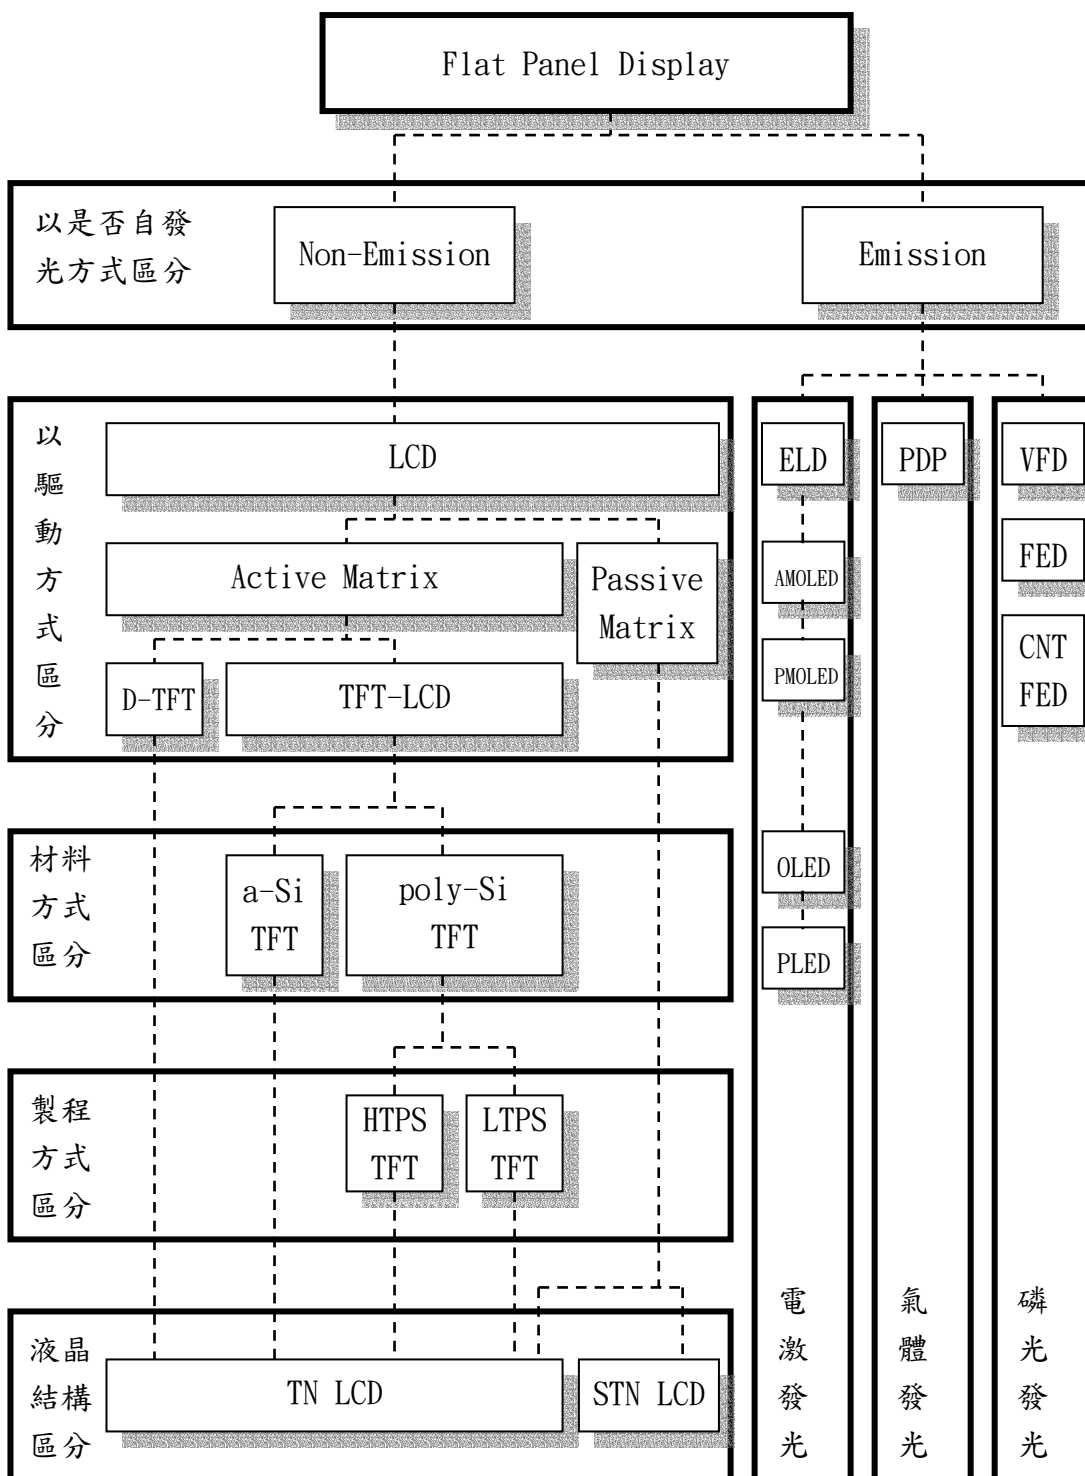 Flat Panel Display
以是否自發
光方式區分
Non-Emission
Emission
以
驅
動
方
式
區
分
LCD
Active Matrix
Passive
Matrix
D-TFT
TFT-LCD
ELD
AMOLED
PMOLED
OLED
PLED
電
激
發
光
PDP
氣
體
發
光
VFD
FED
CNT
FED
磷
光
發
光
材料
方式
區分
a-Si
TFT
poly-Si
TFT
製程
方式
區分
HTPS
TFT
LTPS
TFT
液晶
結構
區分
TN LCD
STN LCD